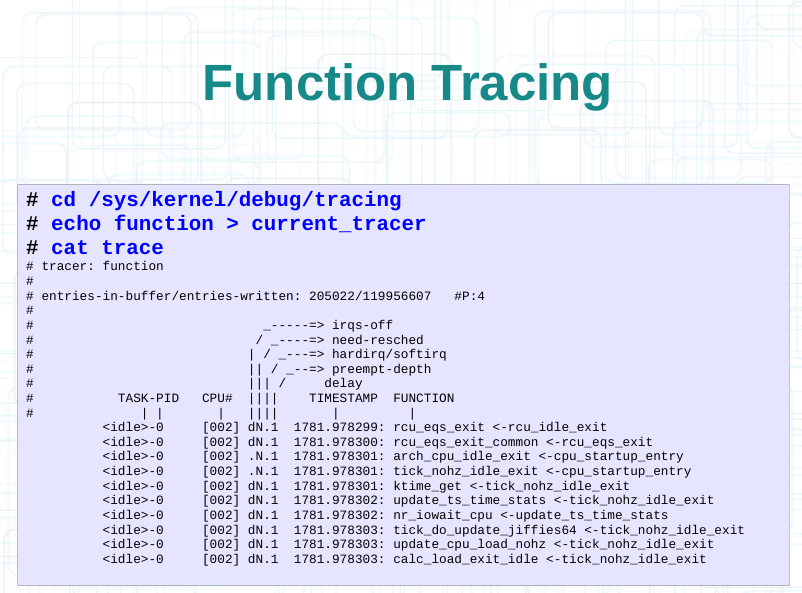 Function Tracing
# cd /sys/kernel/debug/tracing
# echo function > current_tracer
# cat trace
# tracer: function
#
# entries-in-buffer/entries-written: 205022/119956607   #P:4
#
#                              _-----=> irqs-off
#                             / _----=> need-resched
#                            | / _---=> hardirq/softirq
#                            || / _--=> preempt-depth
#                            ||| /     delay
#           TASK-PID   CPU#  ||||    TIMESTAMP  FUNCTION
#              | |       |   ||||       |         |
          <idle>-0     [002] dN.1  1781.978299: rcu_eqs_exit <-rcu_idle_exit
          <idle>-0     [002] dN.1  1781.978300: rcu_eqs_exit_common <-rcu_eqs_exit
          <idle>-0     [002] .N.1  1781.978301: arch_cpu_idle_exit <-cpu_startup_entry
          <idle>-0     [002] .N.1  1781.978301: tick_nohz_idle_exit <-cpu_startup_entry
          <idle>-0     [002] dN.1  1781.978301: ktime_get <-tick_nohz_idle_exit
          <idle>-0     [002] dN.1  1781.978302: update_ts_time_stats <-tick_nohz_idle_exit
          <idle>-0     [002] dN.1  1781.978302: nr_iowait_cpu <-update_ts_time_stats
          <idle>-0     [002] dN.1  1781.978303: tick_do_update_jiffies64 <-tick_nohz_idle_exit
          <idle>-0     [002] dN.1  1781.978303: update_cpu_load_nohz <-tick_nohz_idle_exit
          <idle>-0     [002] dN.1  1781.978303: calc_load_exit_idle <-tick_nohz_idle_exit